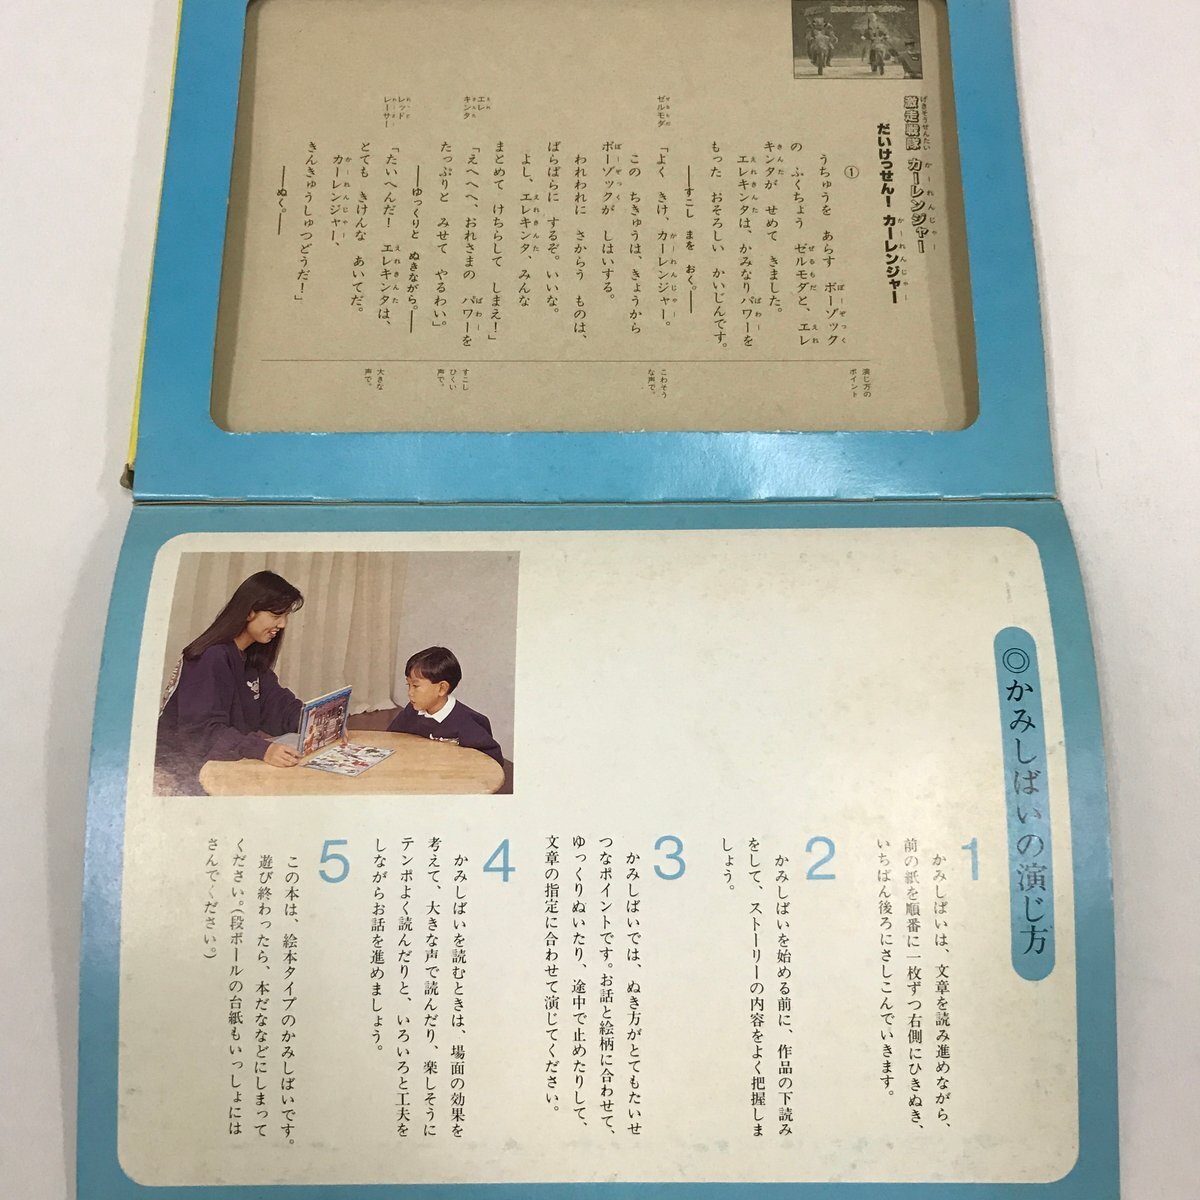 激走戦隊 カーレンジャー
だいけっせん! カーレンジャー
①
うちゅうを あらす ボーゾック
の ふくちょう ゼルモダと、エレ
キンタが せめて きました。
エレキンタは、かみなりパワーを
もった おそろしい かいじんです。
――すこし まを おく。――
ゼルモダ
「よく きけ、カーレンジャー。
この ちきゅうは、きょうから
ボーゾックが しはいする。
われわれに さからう ものは、
ばらばらに するぞ。いいな。
よし、エレキンタ、みんな
まとめて けちらして しまえ!」
エレ
キンタ
「えへへへ、おれさまの パワーを
たっぷりと みせて やるわい。」
――ゆっくりと ぬきながら。――
レッド
レーサー
「たいへんだ! エレキンタは、
とても きけんな あいてだ。
カーレンジャー、
きんきゅうしゅつどうだ!」
――ぬく。――
演じ方の
ポイント
こわそう
な声で。
すこし
ひくい
声で。
大きな
声で。
◎かみしばいの演じ方
1
かみしばいは、文章を読み進めながら、
前の紙を順番に一枚ずつ右側にひきぬき、
いちばん後ろにさしこんでいきます。
2
かみしばいを始める前に、作品の下読み
をして、ストーリーの内容をよく把握しま
しょう。
3
かみしばいでは、ぬき方がとてもたいせ
つなポイントです。お話と絵柄に合わせて、
ゆっくりぬいたり、途中で止めたりして、
文章の指定に合わせて演じてください。
4
かみしばいを読むときは、場面の効果を
考えて、大きな声で読んだり、楽しそうに
テンポよく読んだりと、いろいろと工夫を
しながらお話を進めましょう。
5
この本は、絵本タイプのかみしばいです。
遊び終わったら、本だななどにしまって
ください。(段ボールの台紙もいっしょには
さんでください。)